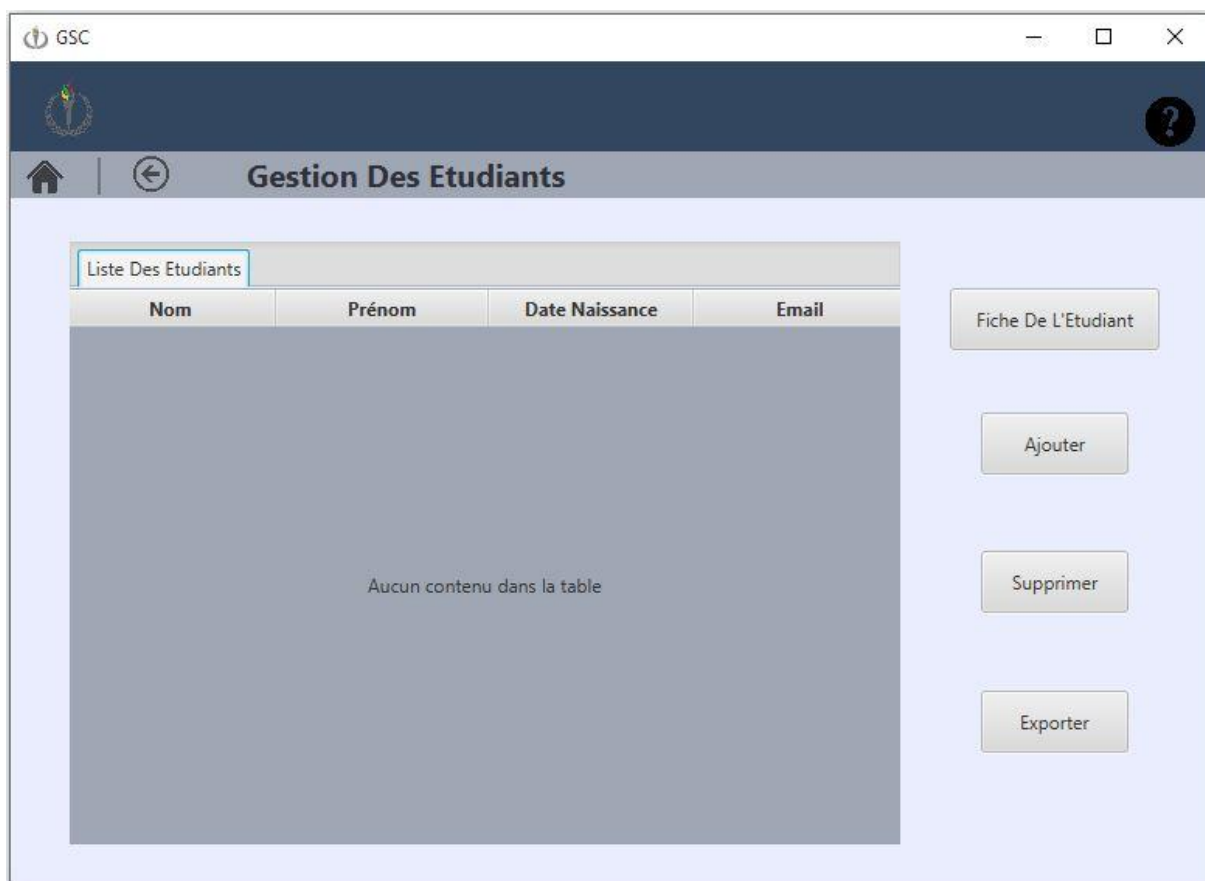 GSC
?
Gestion Des Etudiants
Liste Des Etudiants
Nom Prénom Date Naissance Email
Aucun contenu dans la table
Fiche De L'Etudiant
Ajouter
Supprimer
Exporter